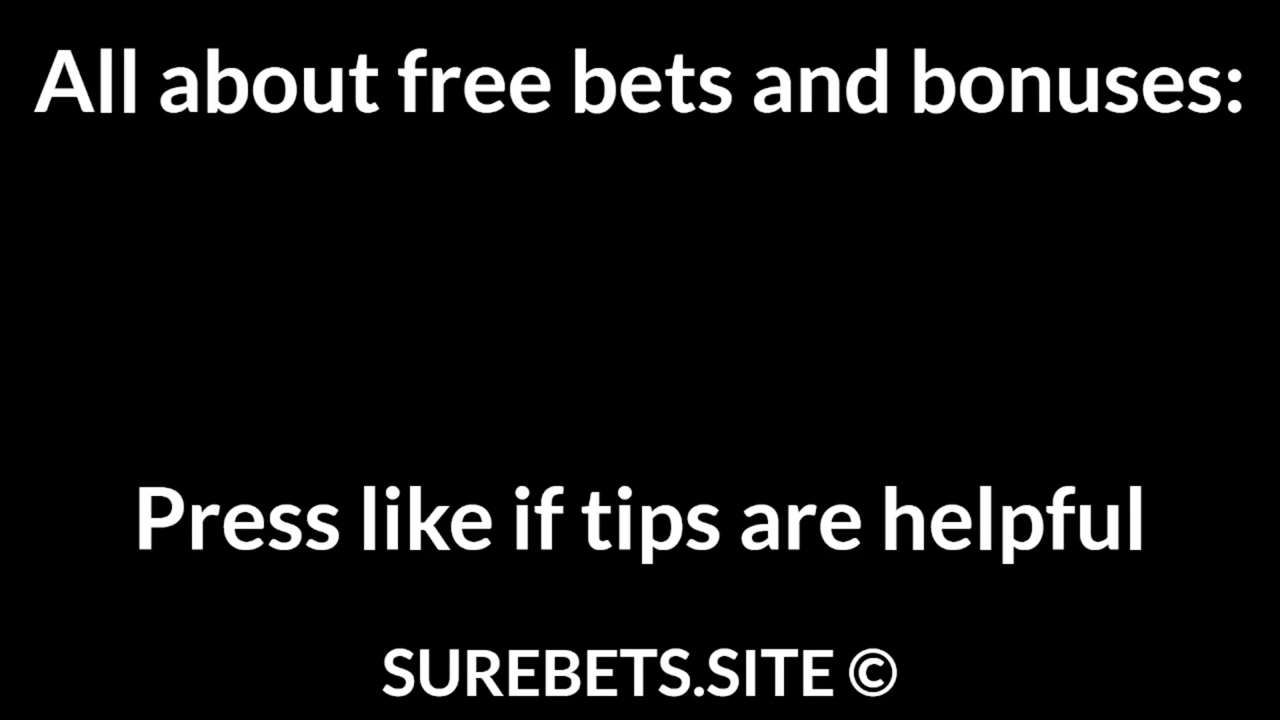 All about free bets and bonuses:
Press like if tips are helpful
SUREBETS.SITE ©